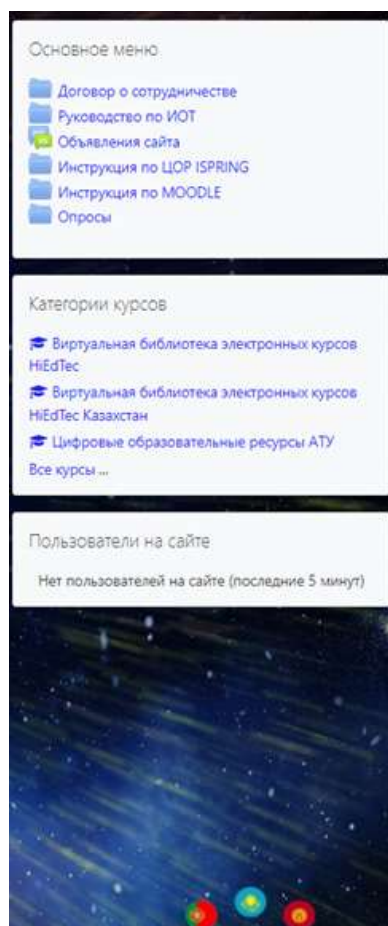 Основное меню
Договор о сотрудничестве
Руководство по ИОТ
Объявления сайта
Инструкция по ЦОР ISPRING
Инструкция по MOODLE
Опросы
Категории курсов
Виртуальная библиотека электронных курсов
HiEdTec
Виртуальная библиотека электронных курсов
HiEdTec Казахстан
Цифровые образовательные ресурсы АТУ
Все курсы ...
Пользователи на сайте
Нет пользователей на сайте (последние 5 минут)